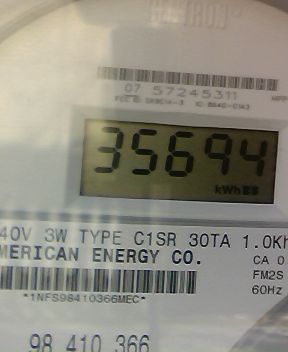 07 57245311
35694
kWh
40V 3W TYPE C1SR 30TA 1.0Kh
MERICAN ENERGY CO.
CA 0
FM2S
60Hz
*1NFS98410366MEC*
98 410 366